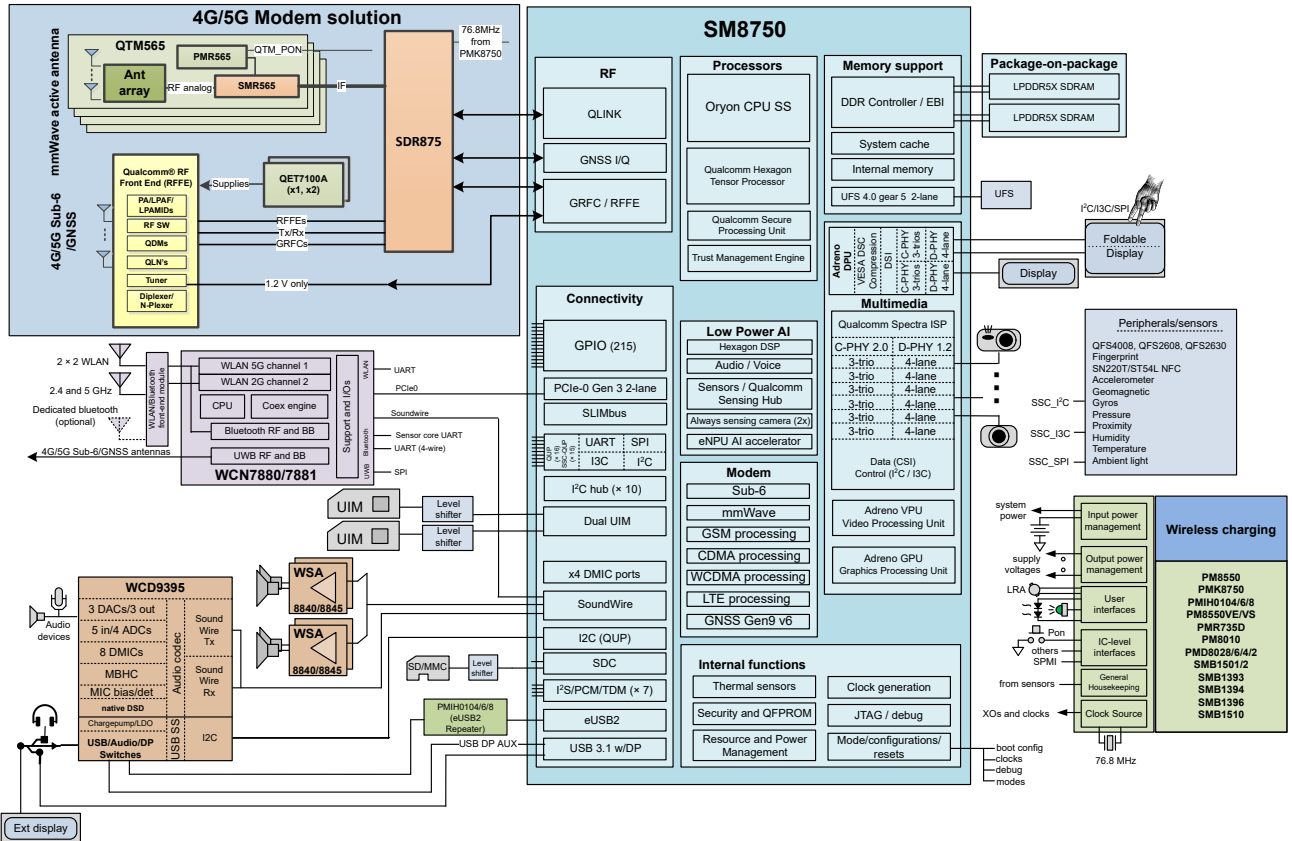 4G/5G Modem solution
mmWave active antenna
4G/5G Sub-6
/GNSS
QTM565
PMR565
QTM_PON
Ant
array
RF analog
SMR565
IF
76.8MHz
from
PMK8750
SDR875
Qualcomm® RF
Front End (RFFE)
PA/LPAF/
LPAMIDs
RF SW
QDMs
QLN's
Tuner
Diplexer/
N-Plexer
Supplies
QET7100A
(x1, x2)
RFFEs
Tx/Rx
GRFCs
1.2 V only
SM8750
RF
QLINK
GNSS I/Q
GRFC / RFFE
Connectivity
GPIO (215)
PCIe-0 Gen 3 2-lane
SLIMbus
QUP
(× 16)
SSC-QUP
(× 15)
UART
SPI
I3C
I²C
I²C hub (× 10)
Dual UIM
x4 DMIC ports
SoundWire
I2C (QUP)
SDC
I²S/PCM/TDM (× 7)
eUSB2
USB 3.1 w/DP
Processors
Oryon CPU SS
Qualcomm Hexagon
Tensor Processor
Qualcomm Secure
Processing Unit
Trust Management Engine
Low Power AI
Hexagon DSP
Audio / Voice
Sensors / Qualcomm
Sensing Hub
Always sensing camera (2x)
eNPU AI accelerator
Modem
Sub-6
mmWave
GSM processing
CDMA processing
WCDMA processing
LTE processing
GNSS Gen9 v6
Internal functions
Thermal sensors
Clock generation
Security and QFPROM
JTAG / debug
Resource and Power
Management
Mode/configurations/
resets
boot config
clocks
debug
modes
Memory support
DDR Controller / EBI
System cache
Internal memory
UFS 4.0 gear 5 2-lane
Adreno
DPU
VESA DSC
Compression
DSI
C-PHY
3-trios
D-PHY
4-lane
C-PHY
3-trios
D-PHY
4-lane
Multimedia
Qualcomm Spectra ISP
C-PHY 2.0
D-PHY 1.2
3-trio
4-lane
3-trio
4-lane
3-trio
4-lane
3-trio
4-lane
3-trio
4-lane
3-trio
4-lane
Data (CSI)
Control (I²C / I3C)
Adreno VPU
Video Processing Unit
Adreno GPU
Graphics Processing Unit
Package-on-package
LPDDR5X SDRAM
LPDDR5X SDRAM
UFS
I²C/I3C/SPI
Foldable
Display
Display
Peripherals/sensors
QFS4008, QFS2608, QFS2630
Fingerprint
SN220T/ST54L NFC
Accelerometer
Geomagnetic
Gyros
Pressure
Proximity
Humidity
Temperature
Ambient light
SSC_I²C
SSC_I3C
SSC_SPI
system
power
supply
voltages
LRA
Pon
others
SPMI
from sensors
XOs and clocks
Input power
management
Output power
management
User
interfaces
IC-level
interfaces
General
Housekeeping
Clock Source
76.8 MHz
Wireless charging
PM8550
PMK8750
PMIH0104/6/8
PM8550VE/VS
PMR735D
PM8010
PMD8028/6/4/2
SMB1501/2
SMB1393
SMB1394
SMB1396
SMB1510
2 × 2 WLAN
2.4 and 5 GHz
Dedicated bluetooth
(optional)
4G/5G Sub-6/GNSS antennas
WLAN/Bluetooth
front-end module
WLAN 5G channel 1
WLAN 2G channel 2
CPU
Coex engine
Bluetooth RF and BB
UWB RF and BB
WCN7880/7881
Support and I/Os
WLAN
Bluetooth
UWB
UART
PCIe0
Soundwire
Sensor core UART
UART (4-wire)
SPI
UIM
Level
shifter
UIM
Level
shifter
WSA
8840/8845
WSA
8840/8845
SD/MMC
Level
shifter
PMIH0104/6/8
(eUSB2
Repeater)
USB DP AUX
WCD9395
3 DACs/3 out
5 in/4 ADCs
8 DMICs
MBHC
MIC bias/det
native DSD
Audio codec
Sound
Wire
Tx
Sound
Wire
Rx
Chargepump/LDO
USB/Audio/DP
Switches
USB SS
I2C
Audio
devices
Ext display